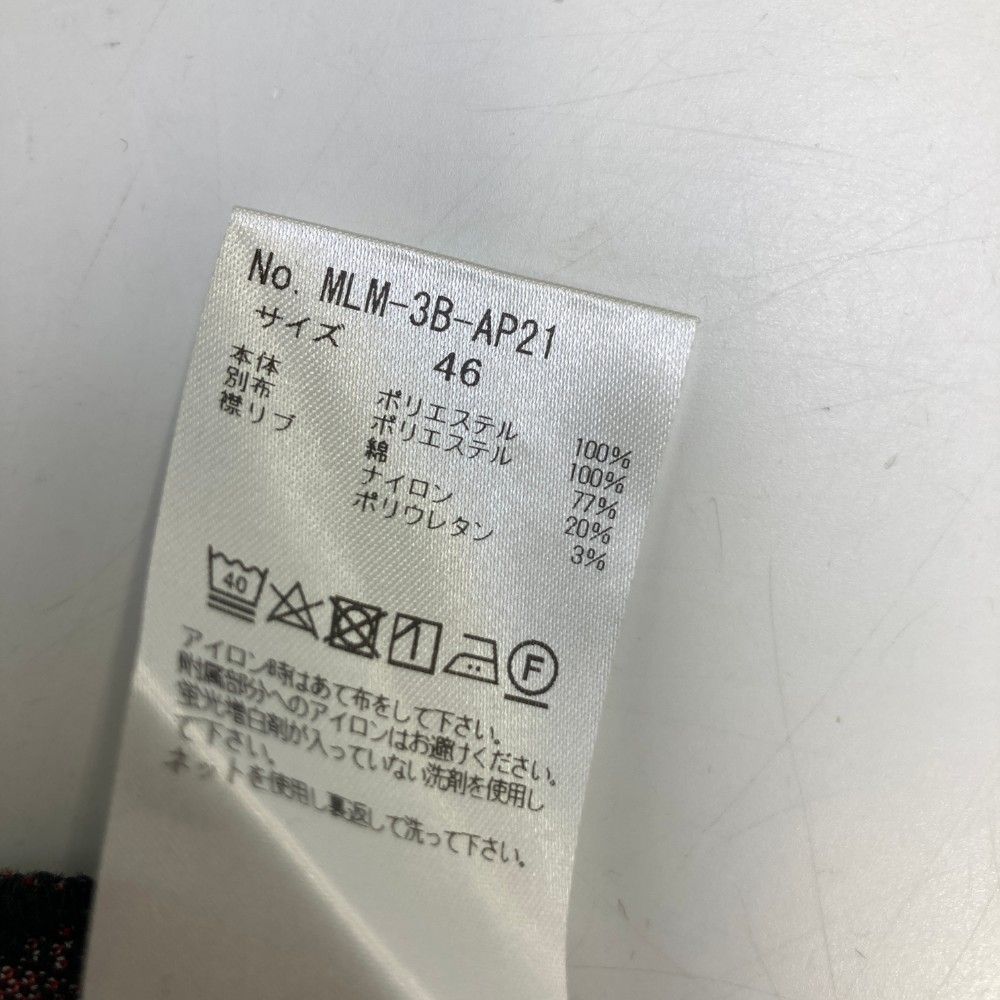 No. MLM-3B-AP21
サイズ 46
本体 ポリエステル 100%
別布 ポリエステル 100%
襟リブ 綿 77%
ナイロン 20%
ポリウレタン 3%
40
F
アイロン時はあて布をして下さい。
附属部分へのアイロンはお避けください。
蛍光増白剤が入っていない洗剤を使用し
て下さい。
ネットを使用し裏返して洗って下さい。